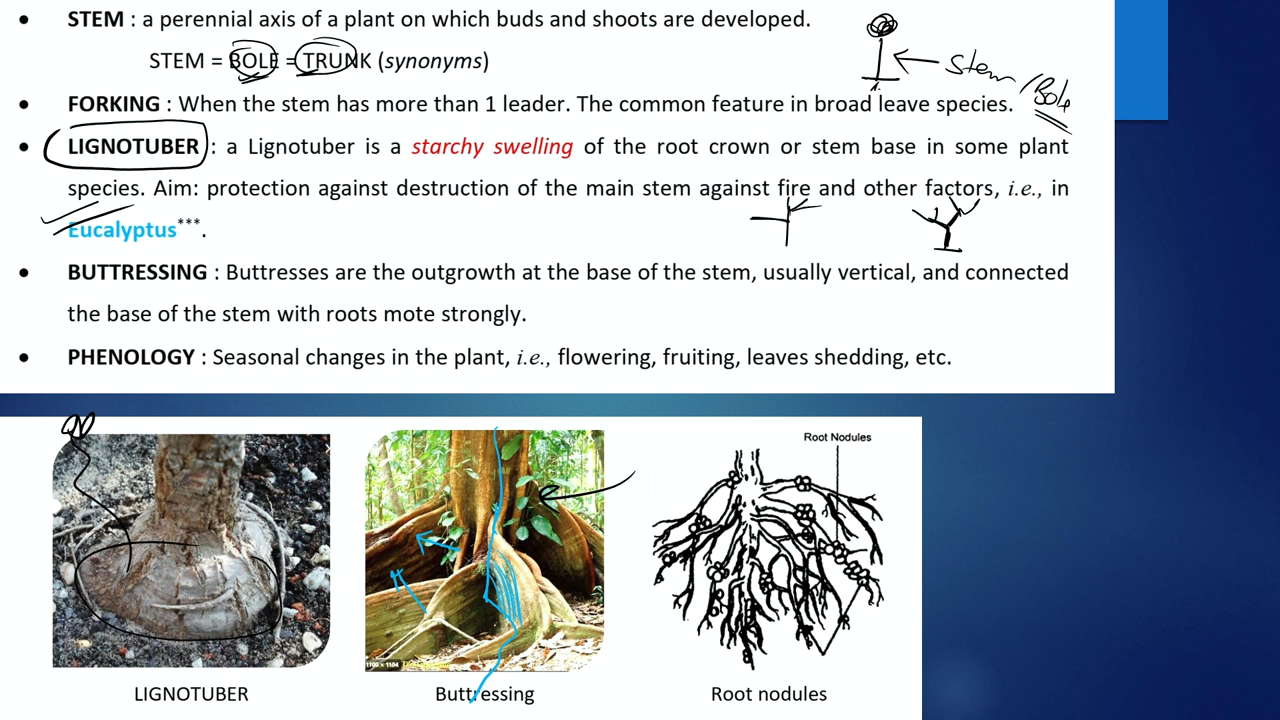 • STEM : a perennial axis of a plant on which buds and shoots are developed.
STEM = BOLE = TRUNK (synonyms)
Stem / Bole
• FORKING : When the stem has more than 1 leader. The common feature in broad leave species.
• LIGNOTUBER : a Lignotuber is a starchy swelling of the root crown or stem base in some plant
species. Aim: protection against destruction of the main stem against fire and other factors, i.e., in
Eucalyptus***.
• BUTTRESSING : Buttresses are the outgrowth at the base of the stem, usually vertical, and connected
the base of the stem with roots mote strongly.
• PHENOLOGY : Seasonal changes in the plant, i.e., flowering, fruiting, leaves shedding, etc.
Root Nodules
1100 × 1104
LIGNOTUBER
Buttressing
Root nodules